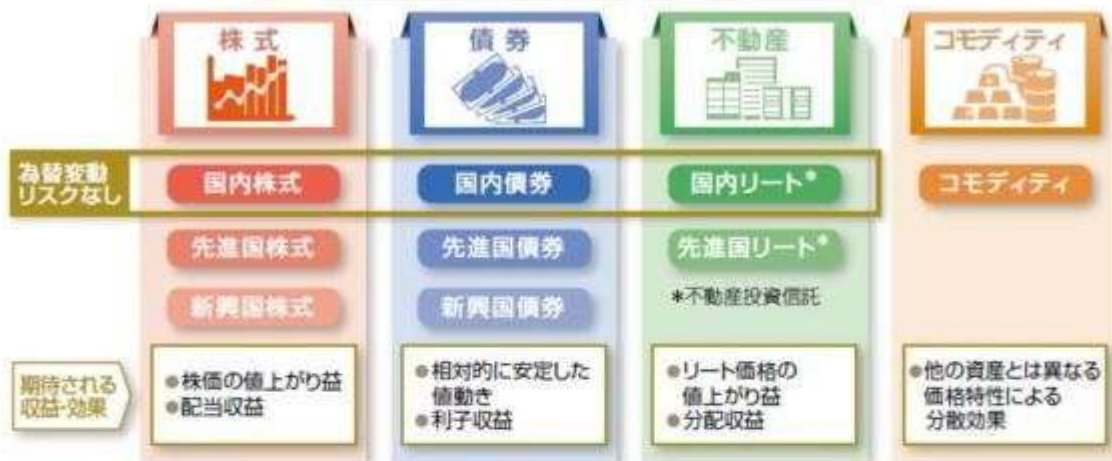 株式
債券
不動産
コモディティ
為替変動
リスクなし
国内株式
国内債券
国内リート*
コモディティ
先進国株式
先進国債券
先進国リート*
新興国株式
新興国債券
*不動産投資信託
期待される
収益・効果
●株価の値上がり益
●配当収益
●相対的に安定した
値動き
●利子収益
●リート価格の
値上がり益
●分配収益
●他の資産とは異なる
価格特性による
分散効果